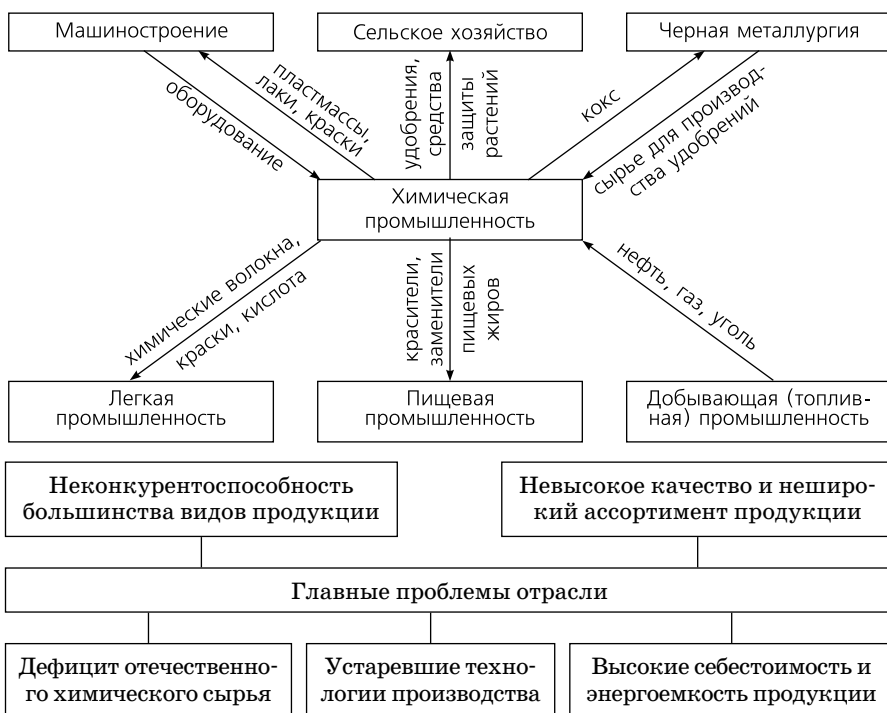 Машиностроение
Сельское хозяйство
Черная металлургия
оборудование
пластмассы,
лаки, краски
удобрения,
средства
защиты
растений
кокс
сырье для производ-
ства удобрений
Химическая
промышленность
химические волокна,
краски, кислота
красители,
заменители
пищевых
жиров
нефть, газ, уголь
Легкая
промышленность
Пищевая
промышленность
Добывающая (топлив-
ная) промышленность
Неконкурентоспособность
большинства видов продукции
Невысокое качество и неширо-
кий ассортимент продукции
Главные проблемы отрасли
Дефицит отечественно-
го химического сырья
Устаревшие техно-
логии производства
Высокие себестоимость и
энергоемкость продукции